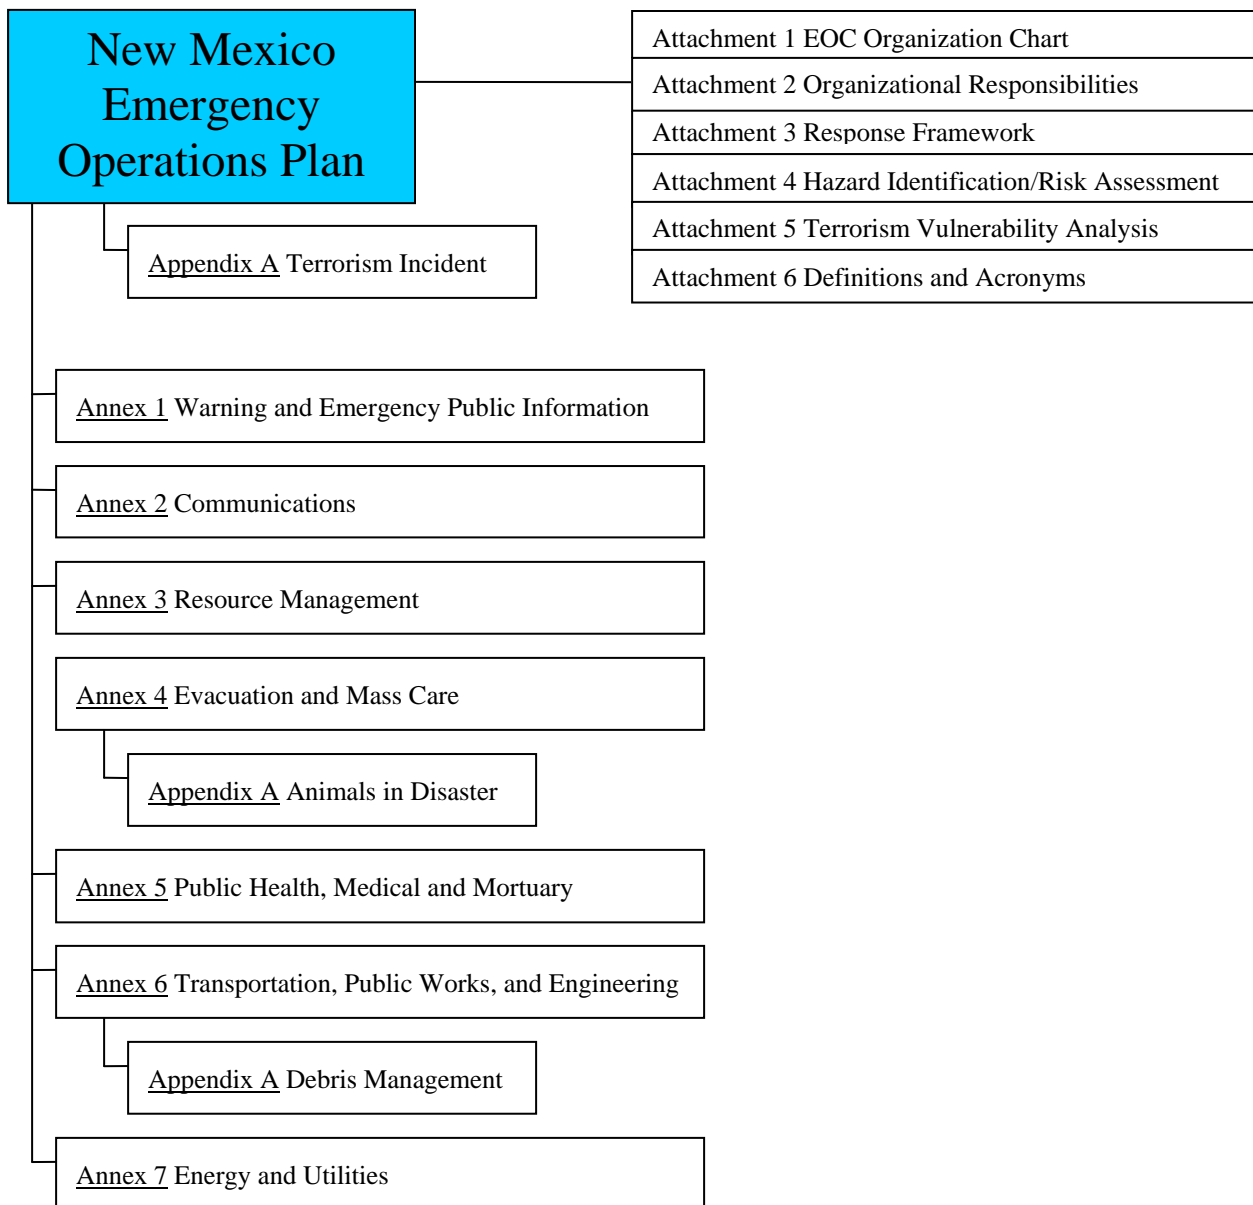 New Mexico
Emergency
Operations Plan
Attachment 1 EOC Organization Chart
Attachment 2 Organizational Responsibilities
Attachment 3 Response Framework
Attachment 4 Hazard Identification/Risk Assessment
Attachment 5 Terrorism Vulnerability Analysis
Attachment 6 Definitions and Acronyms
Appendix A Terrorism Incident
Annex 1 Warning and Emergency Public Information
Annex 2 Communications
Annex 3 Resource Management
Annex 4 Evacuation and Mass Care
Appendix A Animals in Disaster
Annex 5 Public Health, Medical and Mortuary
Annex 6 Transportation, Public Works, and Engineering
Appendix A Debris Management
Annex 7 Energy and Utilities